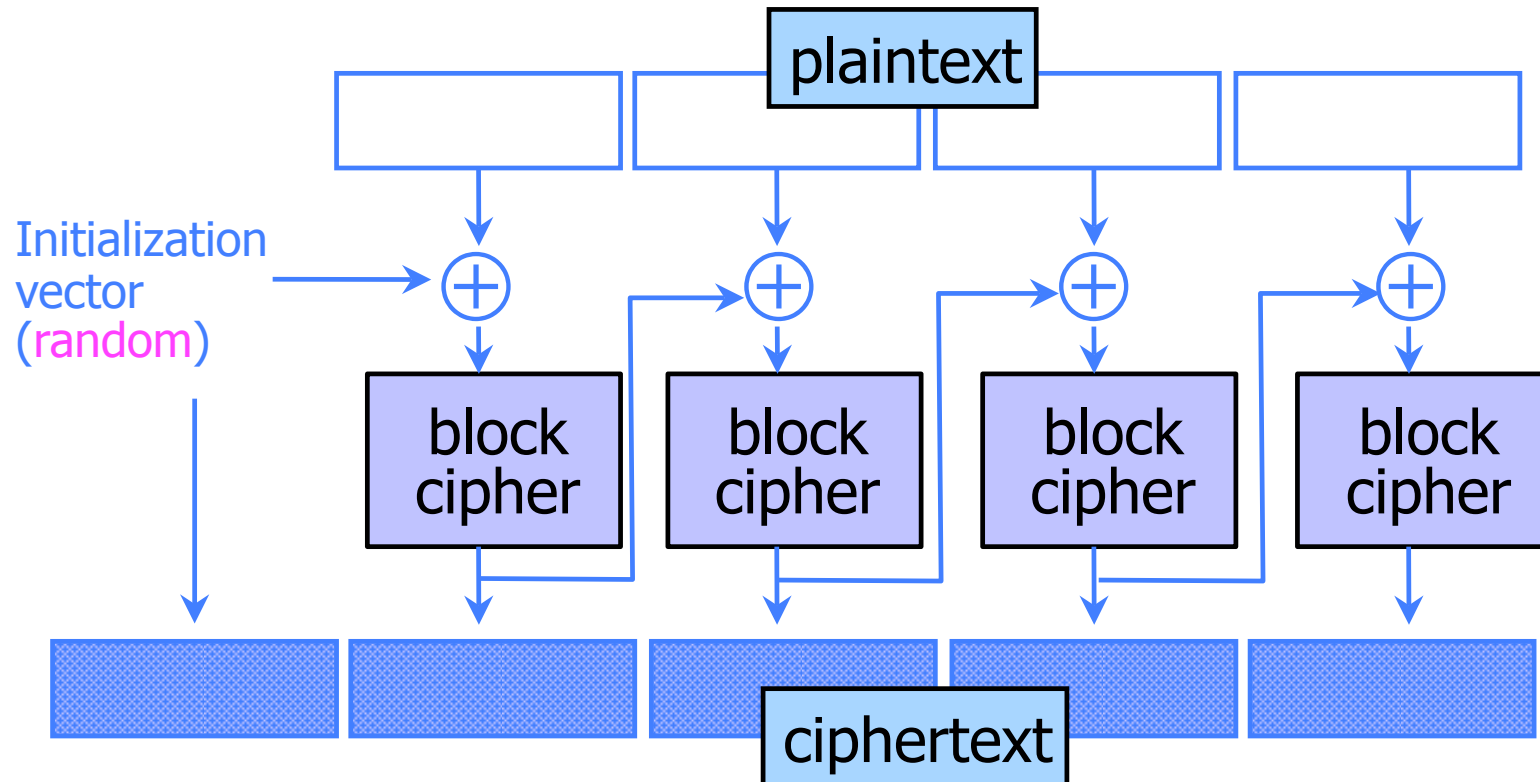 plaintext
Initialization
vector
(random)
block
cipher
block
cipher
block
cipher
block
cipher
ciphertext